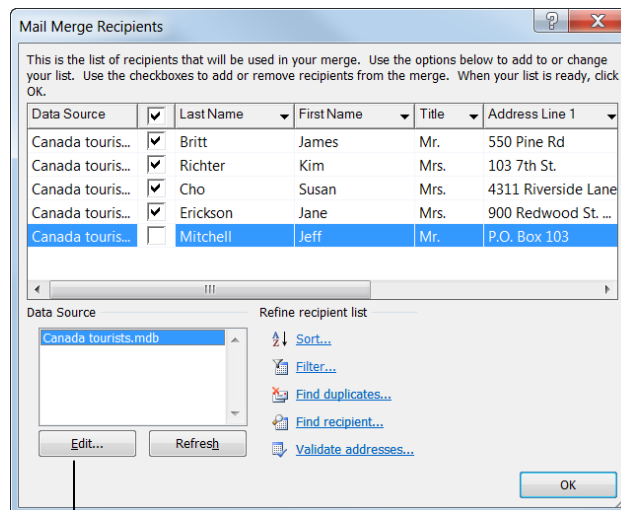 Mail Merge Recipients
This is the list of recipients that will be used in your merge. Use the options below to add to or change
your list. Use the checkboxes to add or remove recipients from the merge. When your list is ready, click
OK.
Data Source Last Name First Name Title Address Line 1
Canada touris... Britt James Mr. 550 Pine Rd
Canada touris... Richter Kim Mrs. 103 7th St.
Canada touris... Cho Susan Mrs. 4311 Riverside Lane
Canada touris... Erickson Jane Mrs. 900 Redwood St. ...
Canada touris... Mitchell Jeff Mr. P.O. Box 103
Data Source
Canada tourists.mdb
Edit... Refresh
Refine recipient list
Sort...
Filter...
Find duplicates...
Find recipient...
Validate addresses...
OK